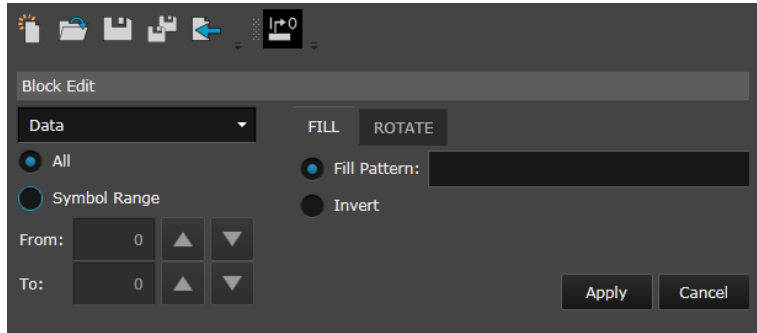 Block Edit
Data
FILL ROTATE
All
Fill Pattern:
Symbol Range
Invert
From: 0
To: 0
Apply Cancel